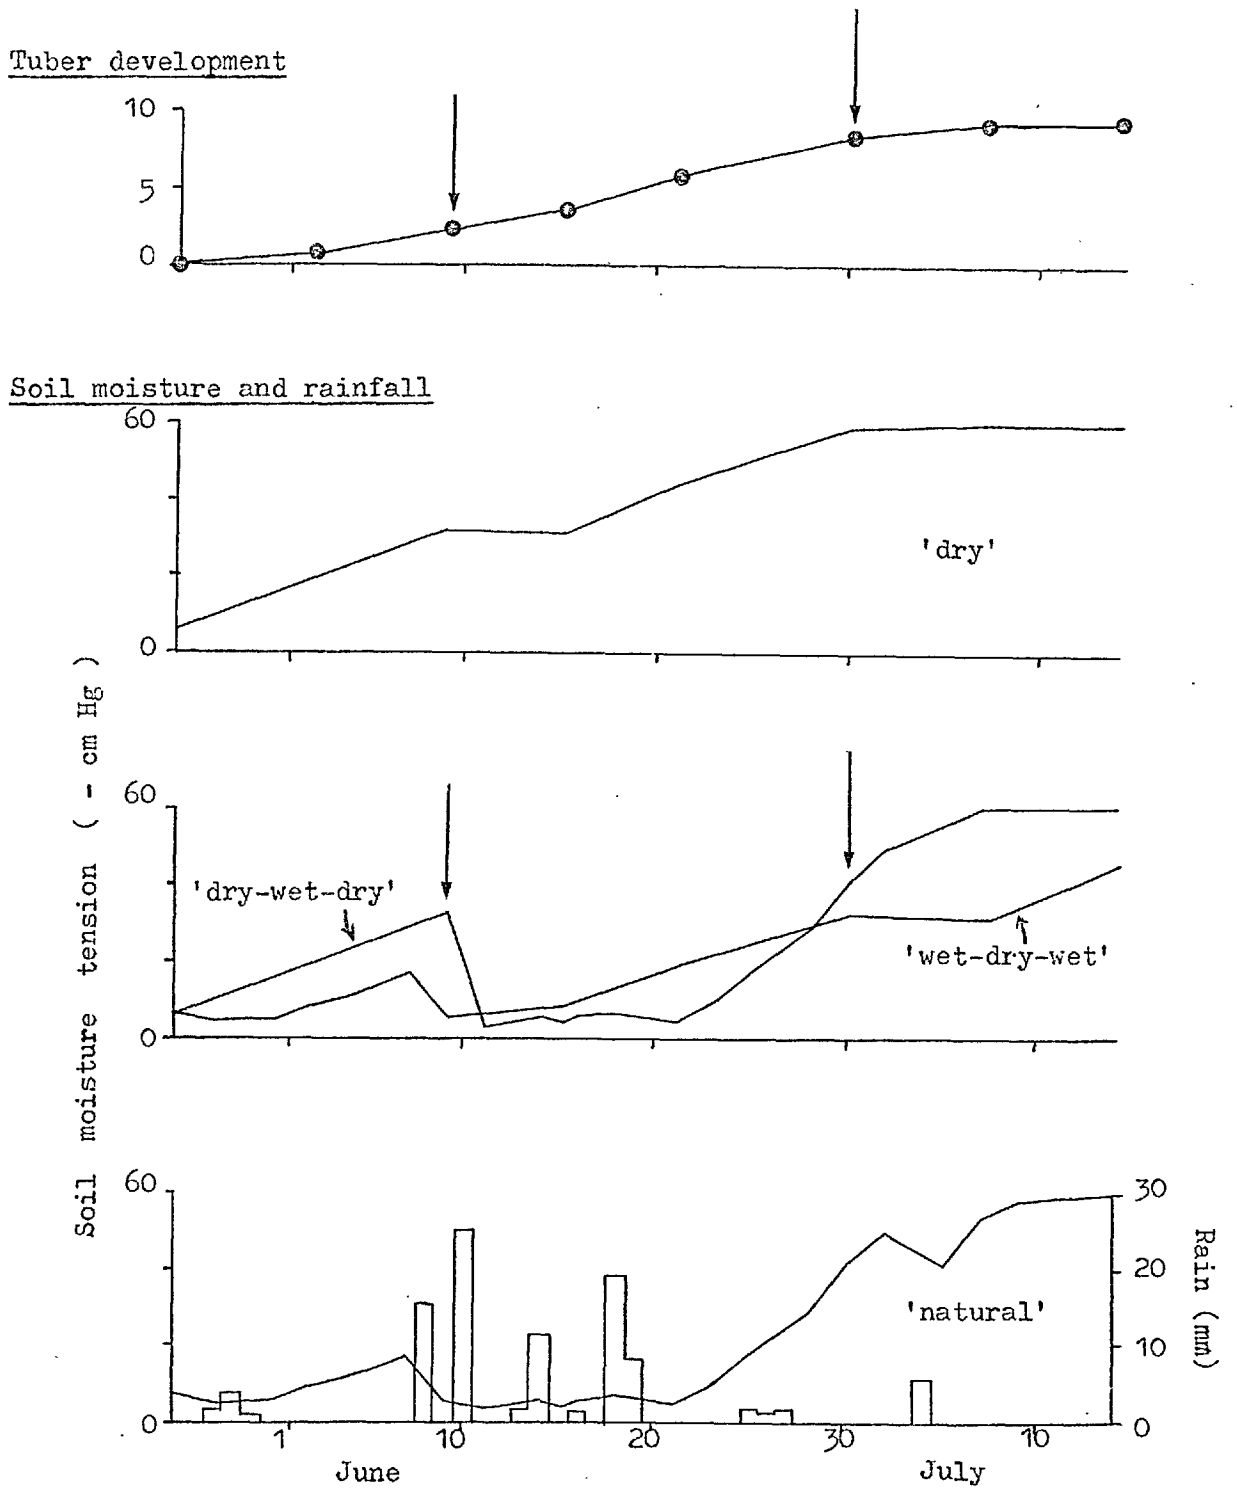 Tuber development
10
5
0
Soil moisture and rainfall
60
'dry'
0
Soil moisture tension ( - cm Hg )
60
'dry-wet-dry'
'wet-dry-wet'
0
60
30
20
'natural'
10
0
0
Rain (mm)
1 10 20 30 10
June July